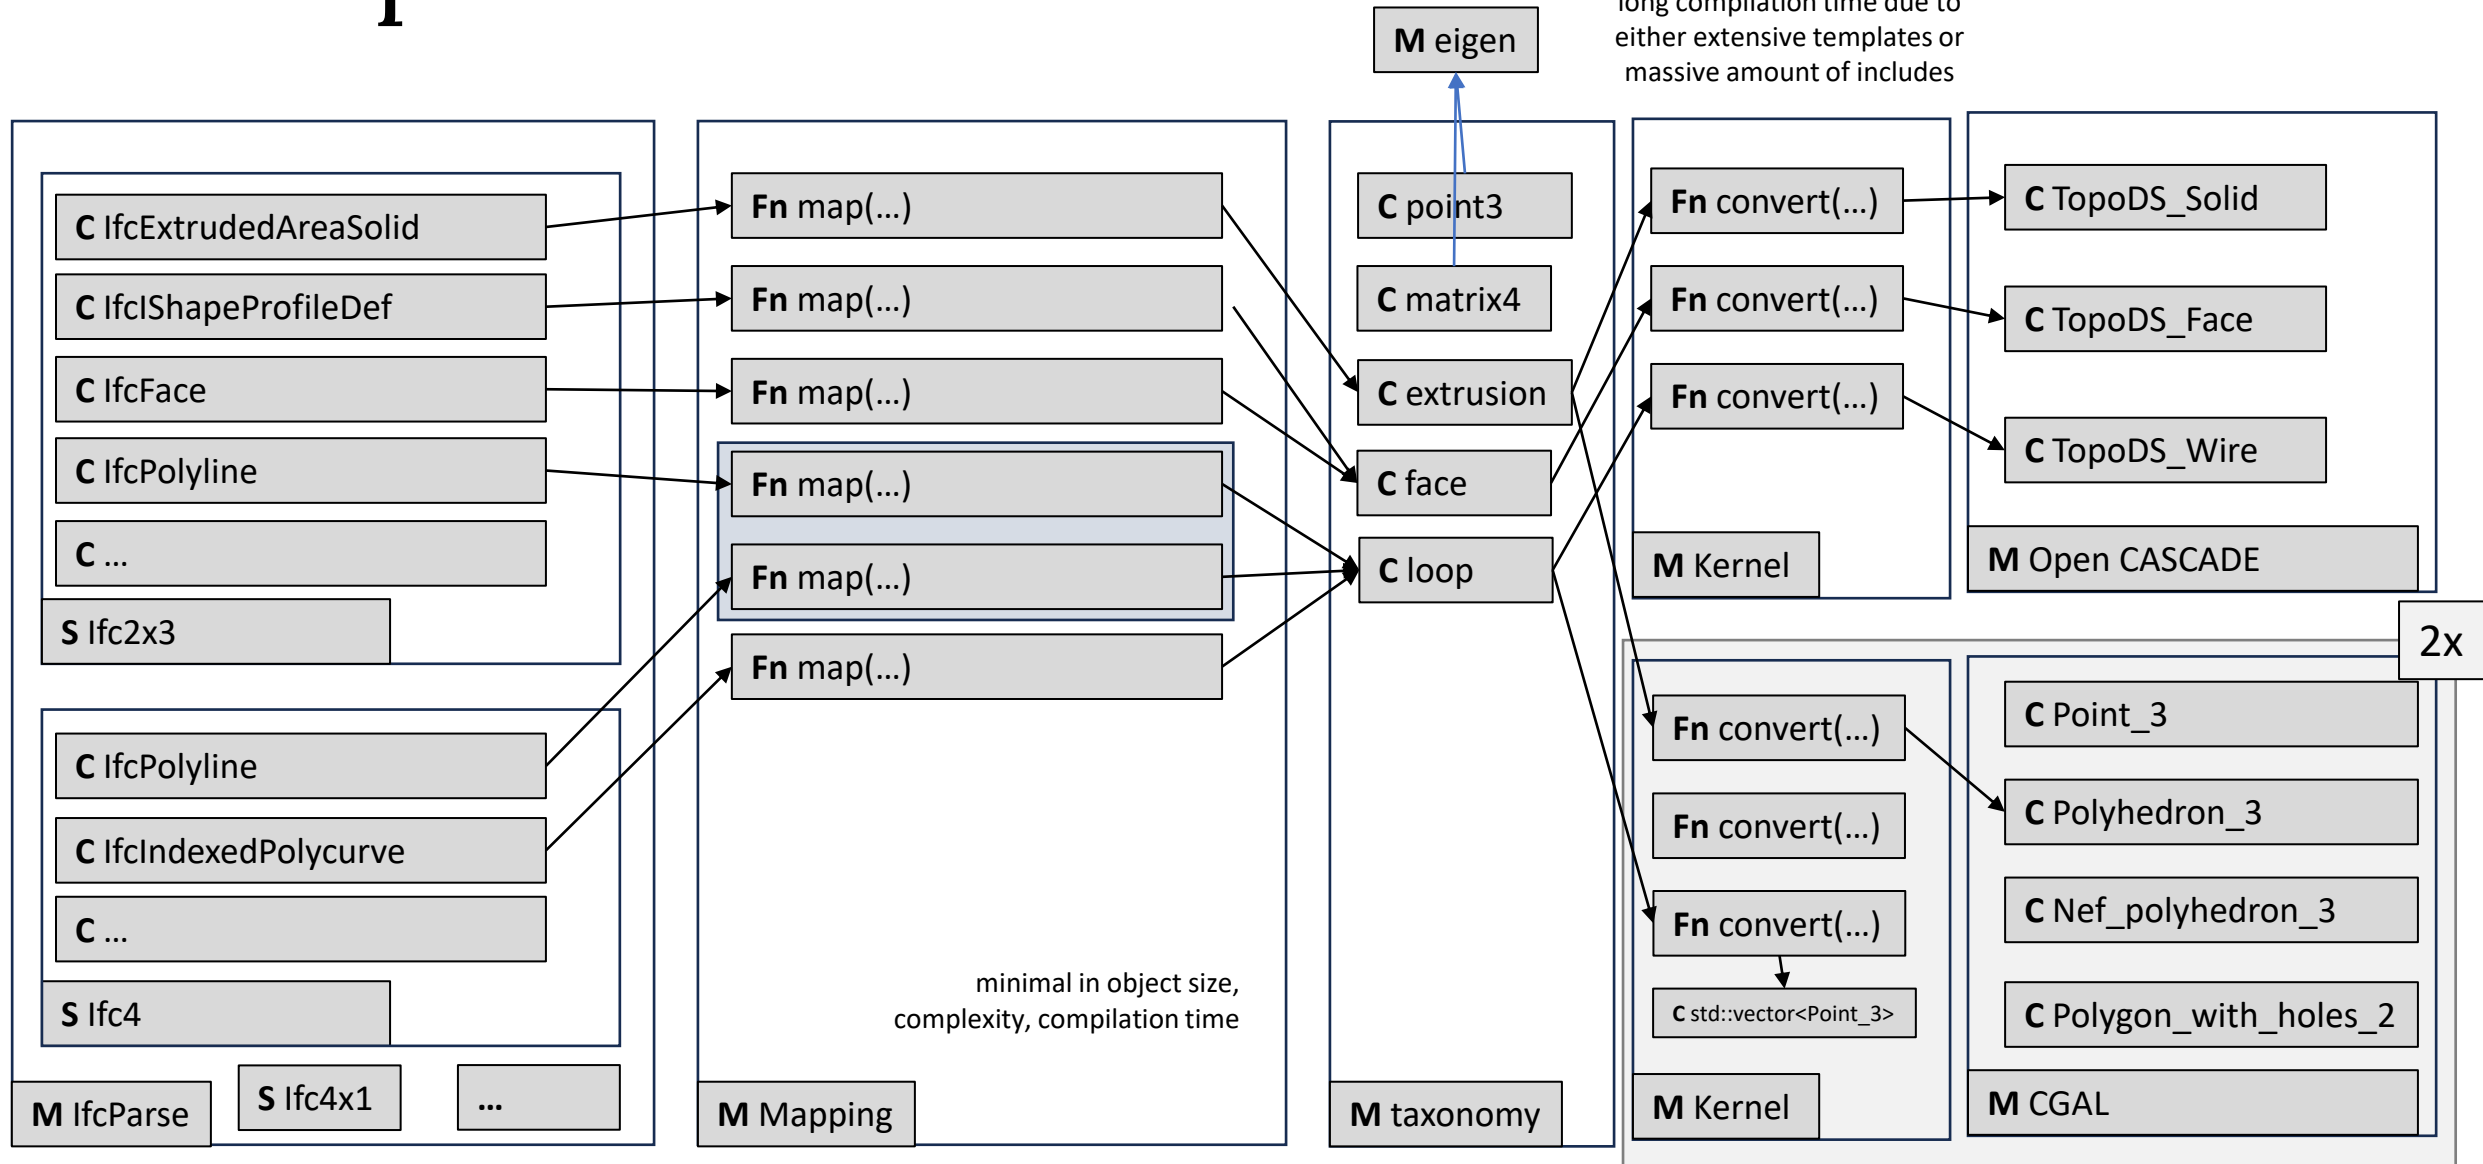 long compilation time due to
either extensive templates or
massive amount of includes
M eigen
C IfcExtrudedAreaSolid
C IfcIShapeProfileDef
C IfcFace
C IfcPolyline
C ...
S Ifc2x3
C IfcPolyline
C IfcIndexedPolycurve
C ...
S Ifc4
M IfcParse
S Ifc4x1
...
Fn map(...)
Fn map(...)
Fn map(...)
Fn map(...)
Fn map(...)
Fn map(...)
minimal in object size,
complexity, compilation time
M Mapping
C point3
C matrix4
C extrusion
C face
C loop
M taxonomy
Fn convert(...)
Fn convert(...)
Fn convert(...)
M Kernel
C TopoDS_Solid
C TopoDS_Face
C TopoDS_Wire
M Open CASCADE
2x
Fn convert(...)
Fn convert(...)
Fn convert(...)
C std::vector<Point_3>
M Kernel
C Point_3
C Polyhedron_3
C Nef_polyhedron_3
C Polygon_with_holes_2
M CGAL